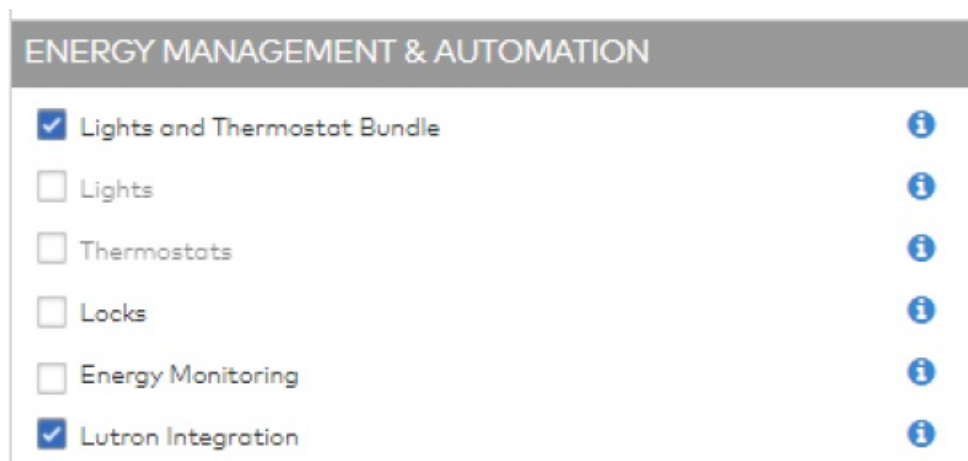 ENERGY MANAGEMENT & AUTOMATION
Lights and Thermostat Bundle
Lights
Thermostats
Locks
Energy Monitoring
Lutron Integration